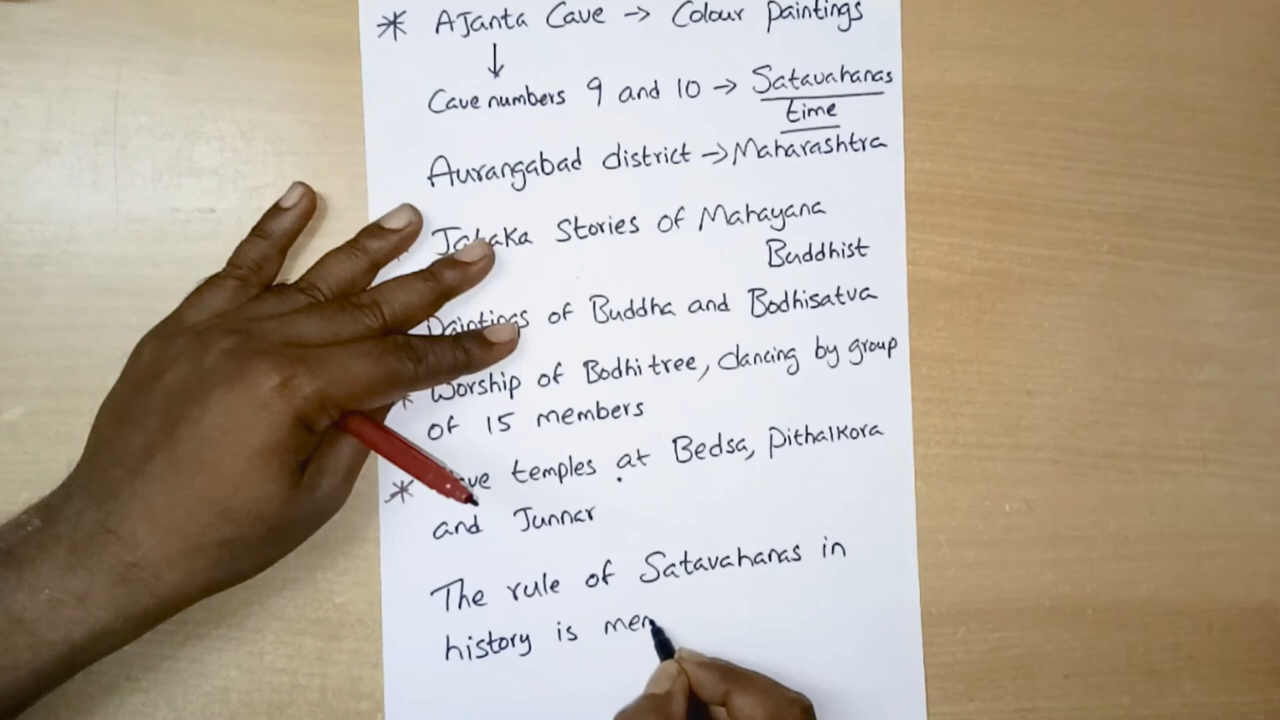 * AJanta Cave → Colour Paintings
↓
Cave numbers 9 and 10 → Satavahanas
time
Aurangabad district → Maharashtra
Stories of Mahayana
Buddhist
Paintings of Buddha and Bodhisatva
* Worship of Bodhi tree, dancing by group
of 15 members
* temples at Bedsa, Pithalkora
and Junnar
The rule of Satavahanas in
history is men